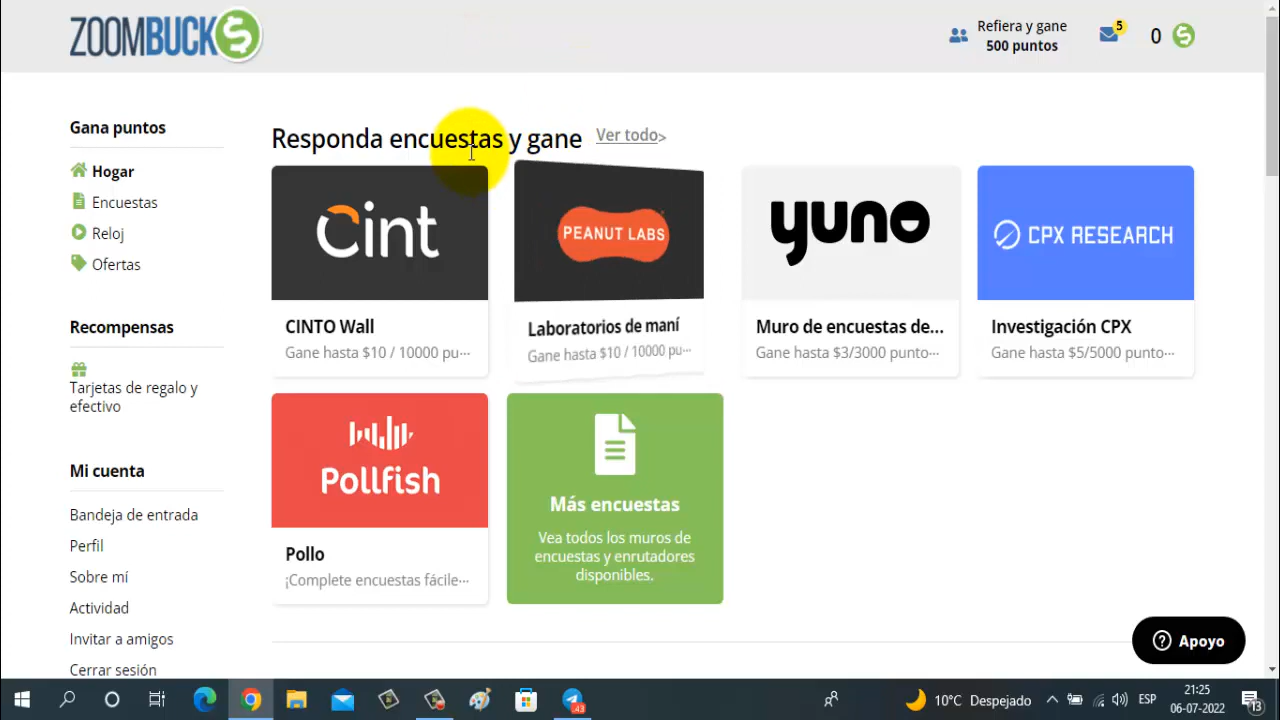 ZOOMBUCK$
Refiera y gane
500 puntos
5
0
Gana puntos
Hogar
Encuestas
Reloj
Ofertas
Recompensas
Tarjetas de regalo y
efectivo
Mi cuenta
Bandeja de entrada
Perfil
Sobre mí
Actividad
Invitar a amigos
Cerrar sesión
Responda encuestas y gane
Ver todo>
Cint
CINTO Wall
Gane hasta $10 / 10000 pu···
PEANUT LABS
Laboratorios de maní
Gane hasta $10 / 10000 pu···
yuno
Muro de encuestas de...
Gane hasta $3/3000 punto···
CPX RESEARCH
Investigación CPX
Gane hasta $5/5000 punto···
Pollfish
Pollo
¡Complete encuestas fácile···
Más encuestas
Vea todos los muros de
encuestas y enrutadores
disponibles.
Apoyo
43
10°C Despejado
ESP
21:25
06-07-2022
13